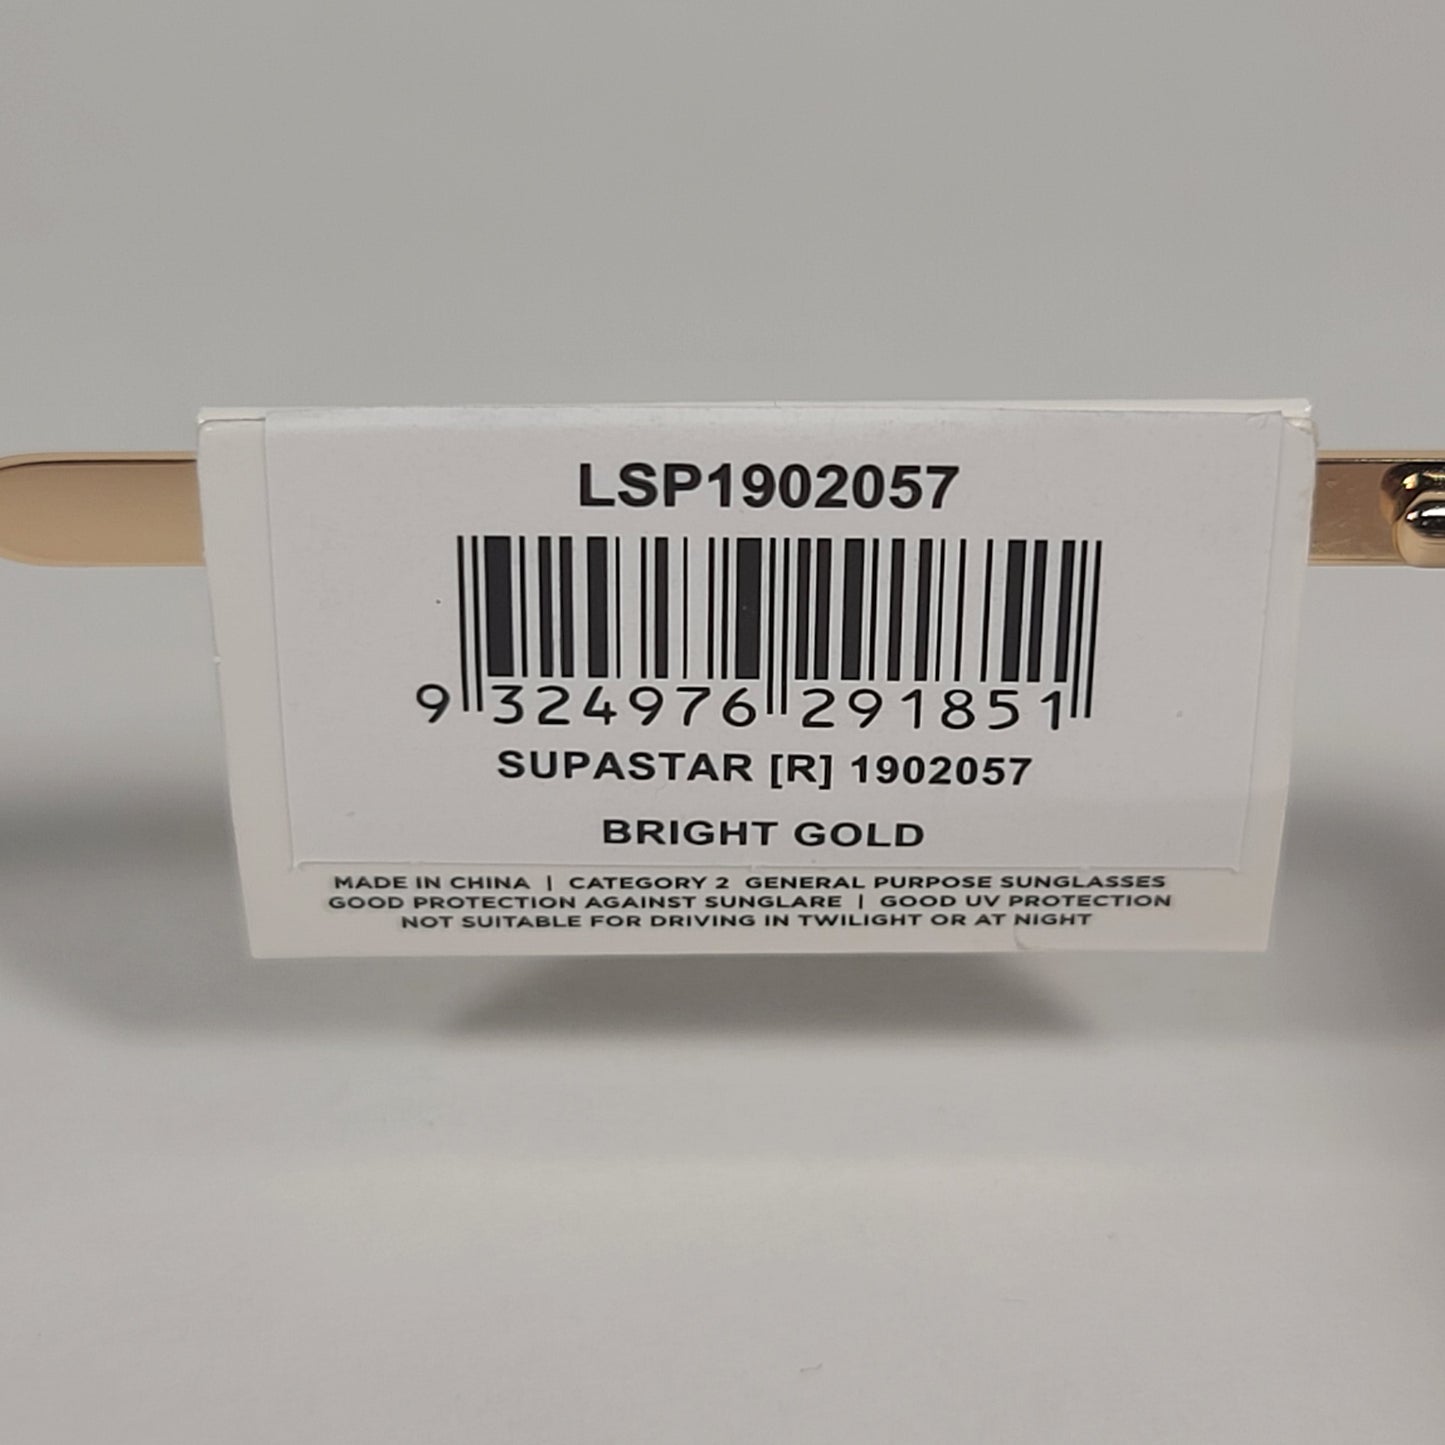 LSP1902057
9 324976 291851
SUPASTAR [R] 1902057
BRIGHT GOLD
MADE IN CHINA | CATEGORY 2 GENERAL PURPOSE SUNGLASSES
GOOD PROTECTION AGAINST SUNGLARE | GOOD UV PROTECTION
NOT SUITABLE FOR DRIVING IN TWILIGHT OR AT NIGHT